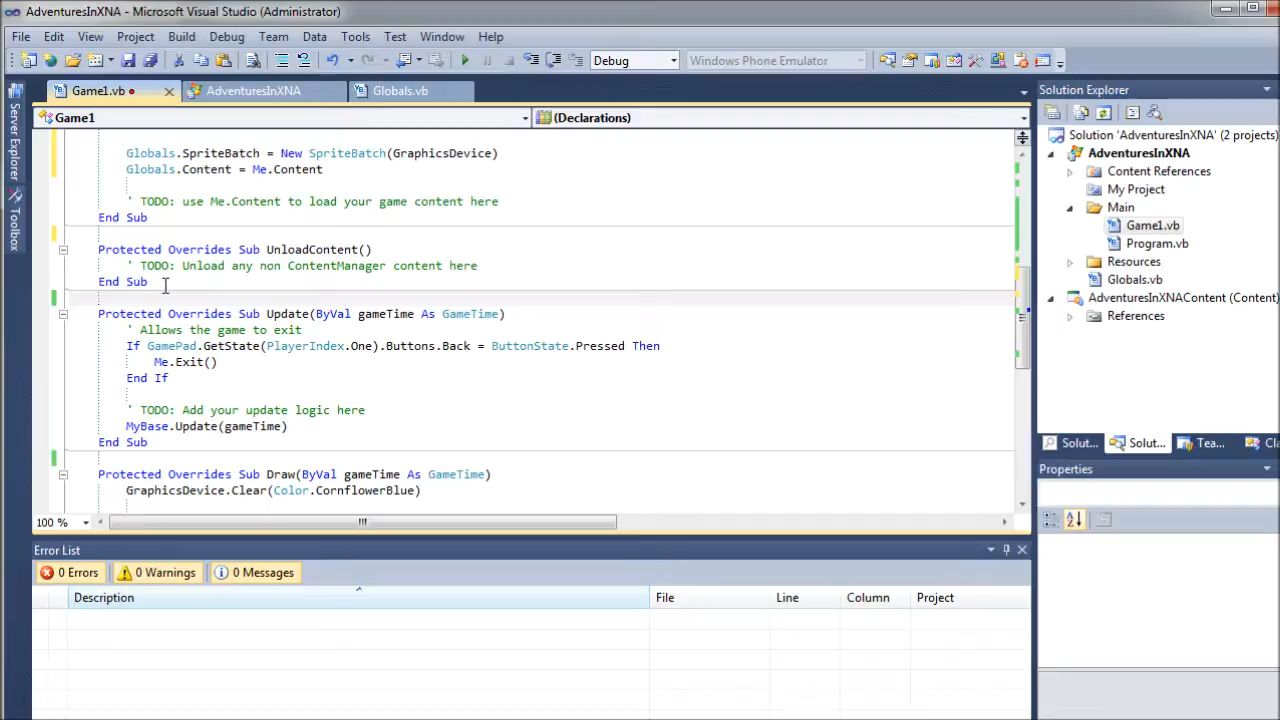 AdventuresInXNA - Microsoft Visual Studio (Administrator)
File Edit View Project Build Debug Team Data Tools Test Window Help
Debug Windows Phone Emulator
Game1.vb AdventuresInXNA Globals.vb
Game1 (Declarations)
Globals.SpriteBatch = New SpriteBatch(GraphicsDevice)
Globals.Content = Me.Content
' TODO: use Me.Content to load your game content here
End Sub
Protected Overrides Sub UnloadContent()
' TODO: Unload any non ContentManager content here
End Sub
Protected Overrides Sub Update(ByVal gameTime As GameTime)
' Allows the game to exit
If GamePad.GetState(PlayerIndex.One).Buttons.Back = ButtonState.Pressed Then
Me.Exit()
End If
' TODO: Add your update logic here
MyBase.Update(gameTime)
End Sub
Protected Overrides Sub Draw(ByVal gameTime As GameTime)
GraphicsDevice.Clear(Color.CornflowerBlue)
100 %
Error List
0 Errors 0 Warnings 0 Messages
Description File Line Column Project
Server Explorer
Toolbox
Solution Explorer
Solution 'AdventuresInXNA' (2 projects)
AdventuresInXNA
Content References
My Project
Main
Game1.vb
Program.vb
Resources
Globals.vb
AdventuresInXNAContent (Content)
References
Solut... Solut... Tea... Cla
Properties